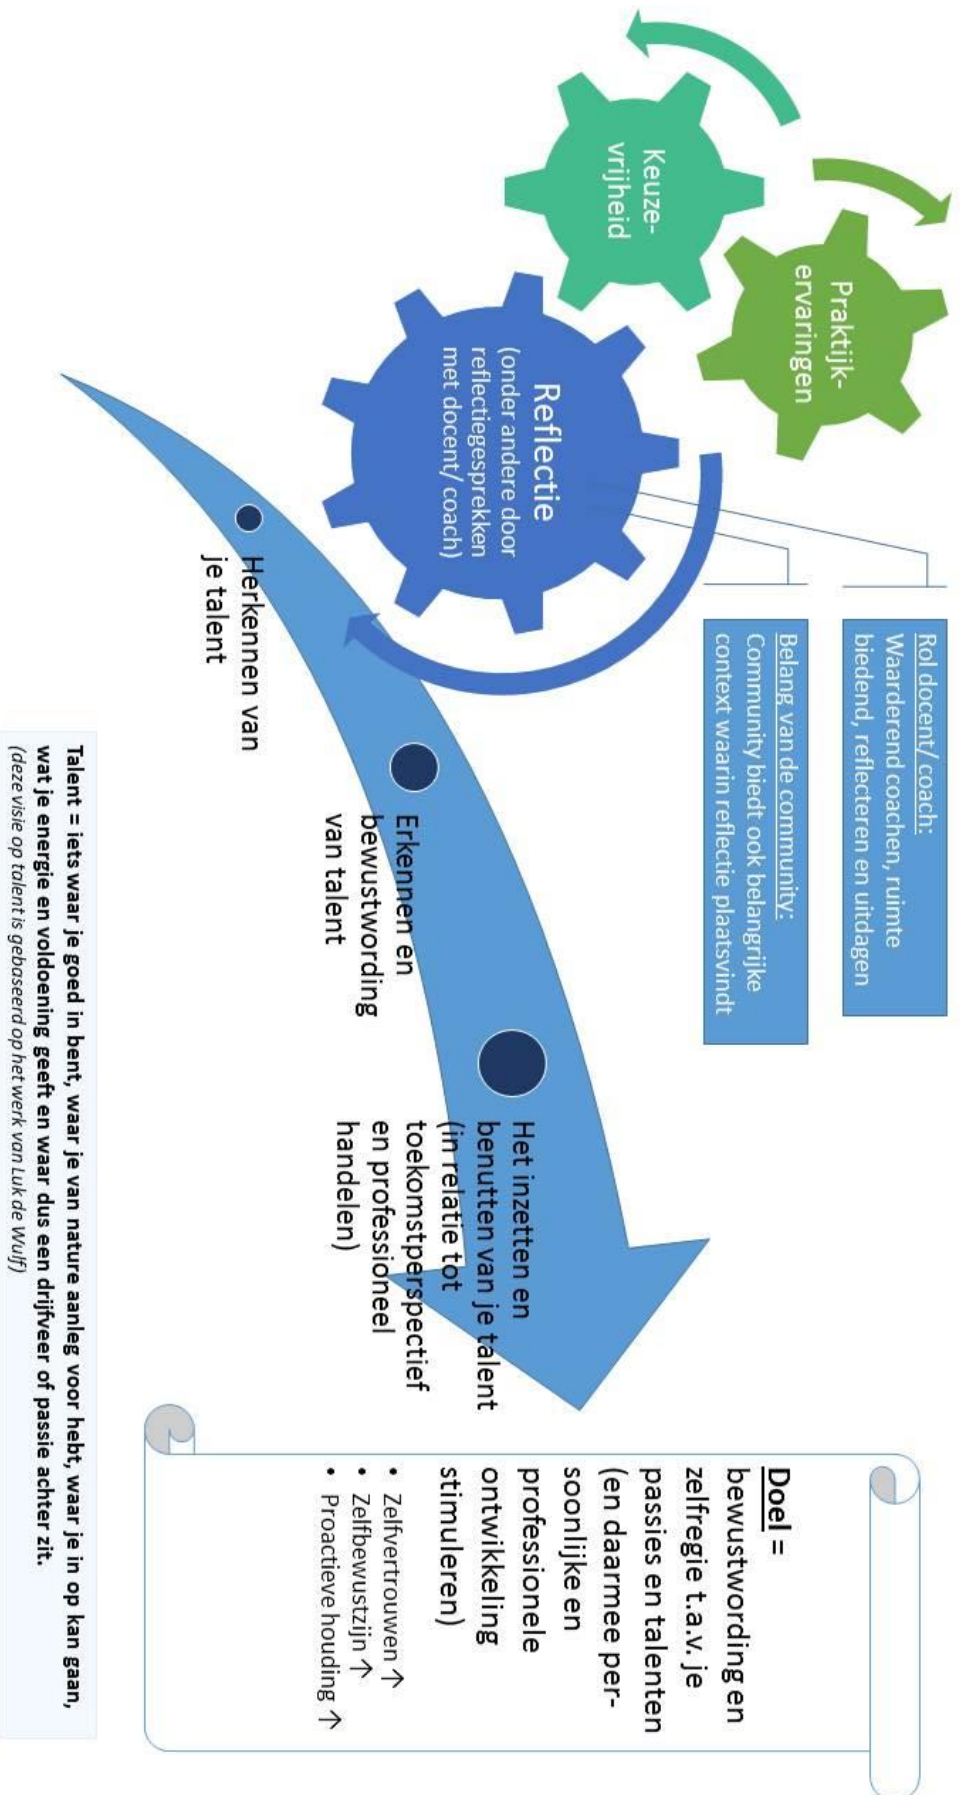 Keuze-
vrijheid
Praktijk-
ervaringen
Reflectie
(onder andere door
reflectiegesprekken
met docent/ coach)
Rol docent/ coach:
Waarderend coachen, ruimte
biedend, reflecteren en uitdagen
Belang van de community:
Community biedt ook belangrijke
context waarin reflectie plaatsvindt
Herkennen van
je talent
Erkennen en
bewustwording
van talent
Het inzetten en
benutten van je talent
(in relatie tot
toekomstperspectief
en professioneel
handelen)
Doel =
bewustwording en
zelfregie t.a.v. je
passies en talenten
(en daarmee per-
soonlijke en
professionele
ontwikkeling
stimuleren)
• Zelfvertrouwen ↑
• Zelfbewustzijn ↑
• Proactieve houding ↑
Talent = iets waar je goed in bent, waar je van nature aanleg voor hebt, waar je in op kan gaan,
wat je energie en voldoening geeft en waar dus een drijfveer of passie achter zit.
(deze visie op talent is gebaseerd op het werk van Luk de Wulf)